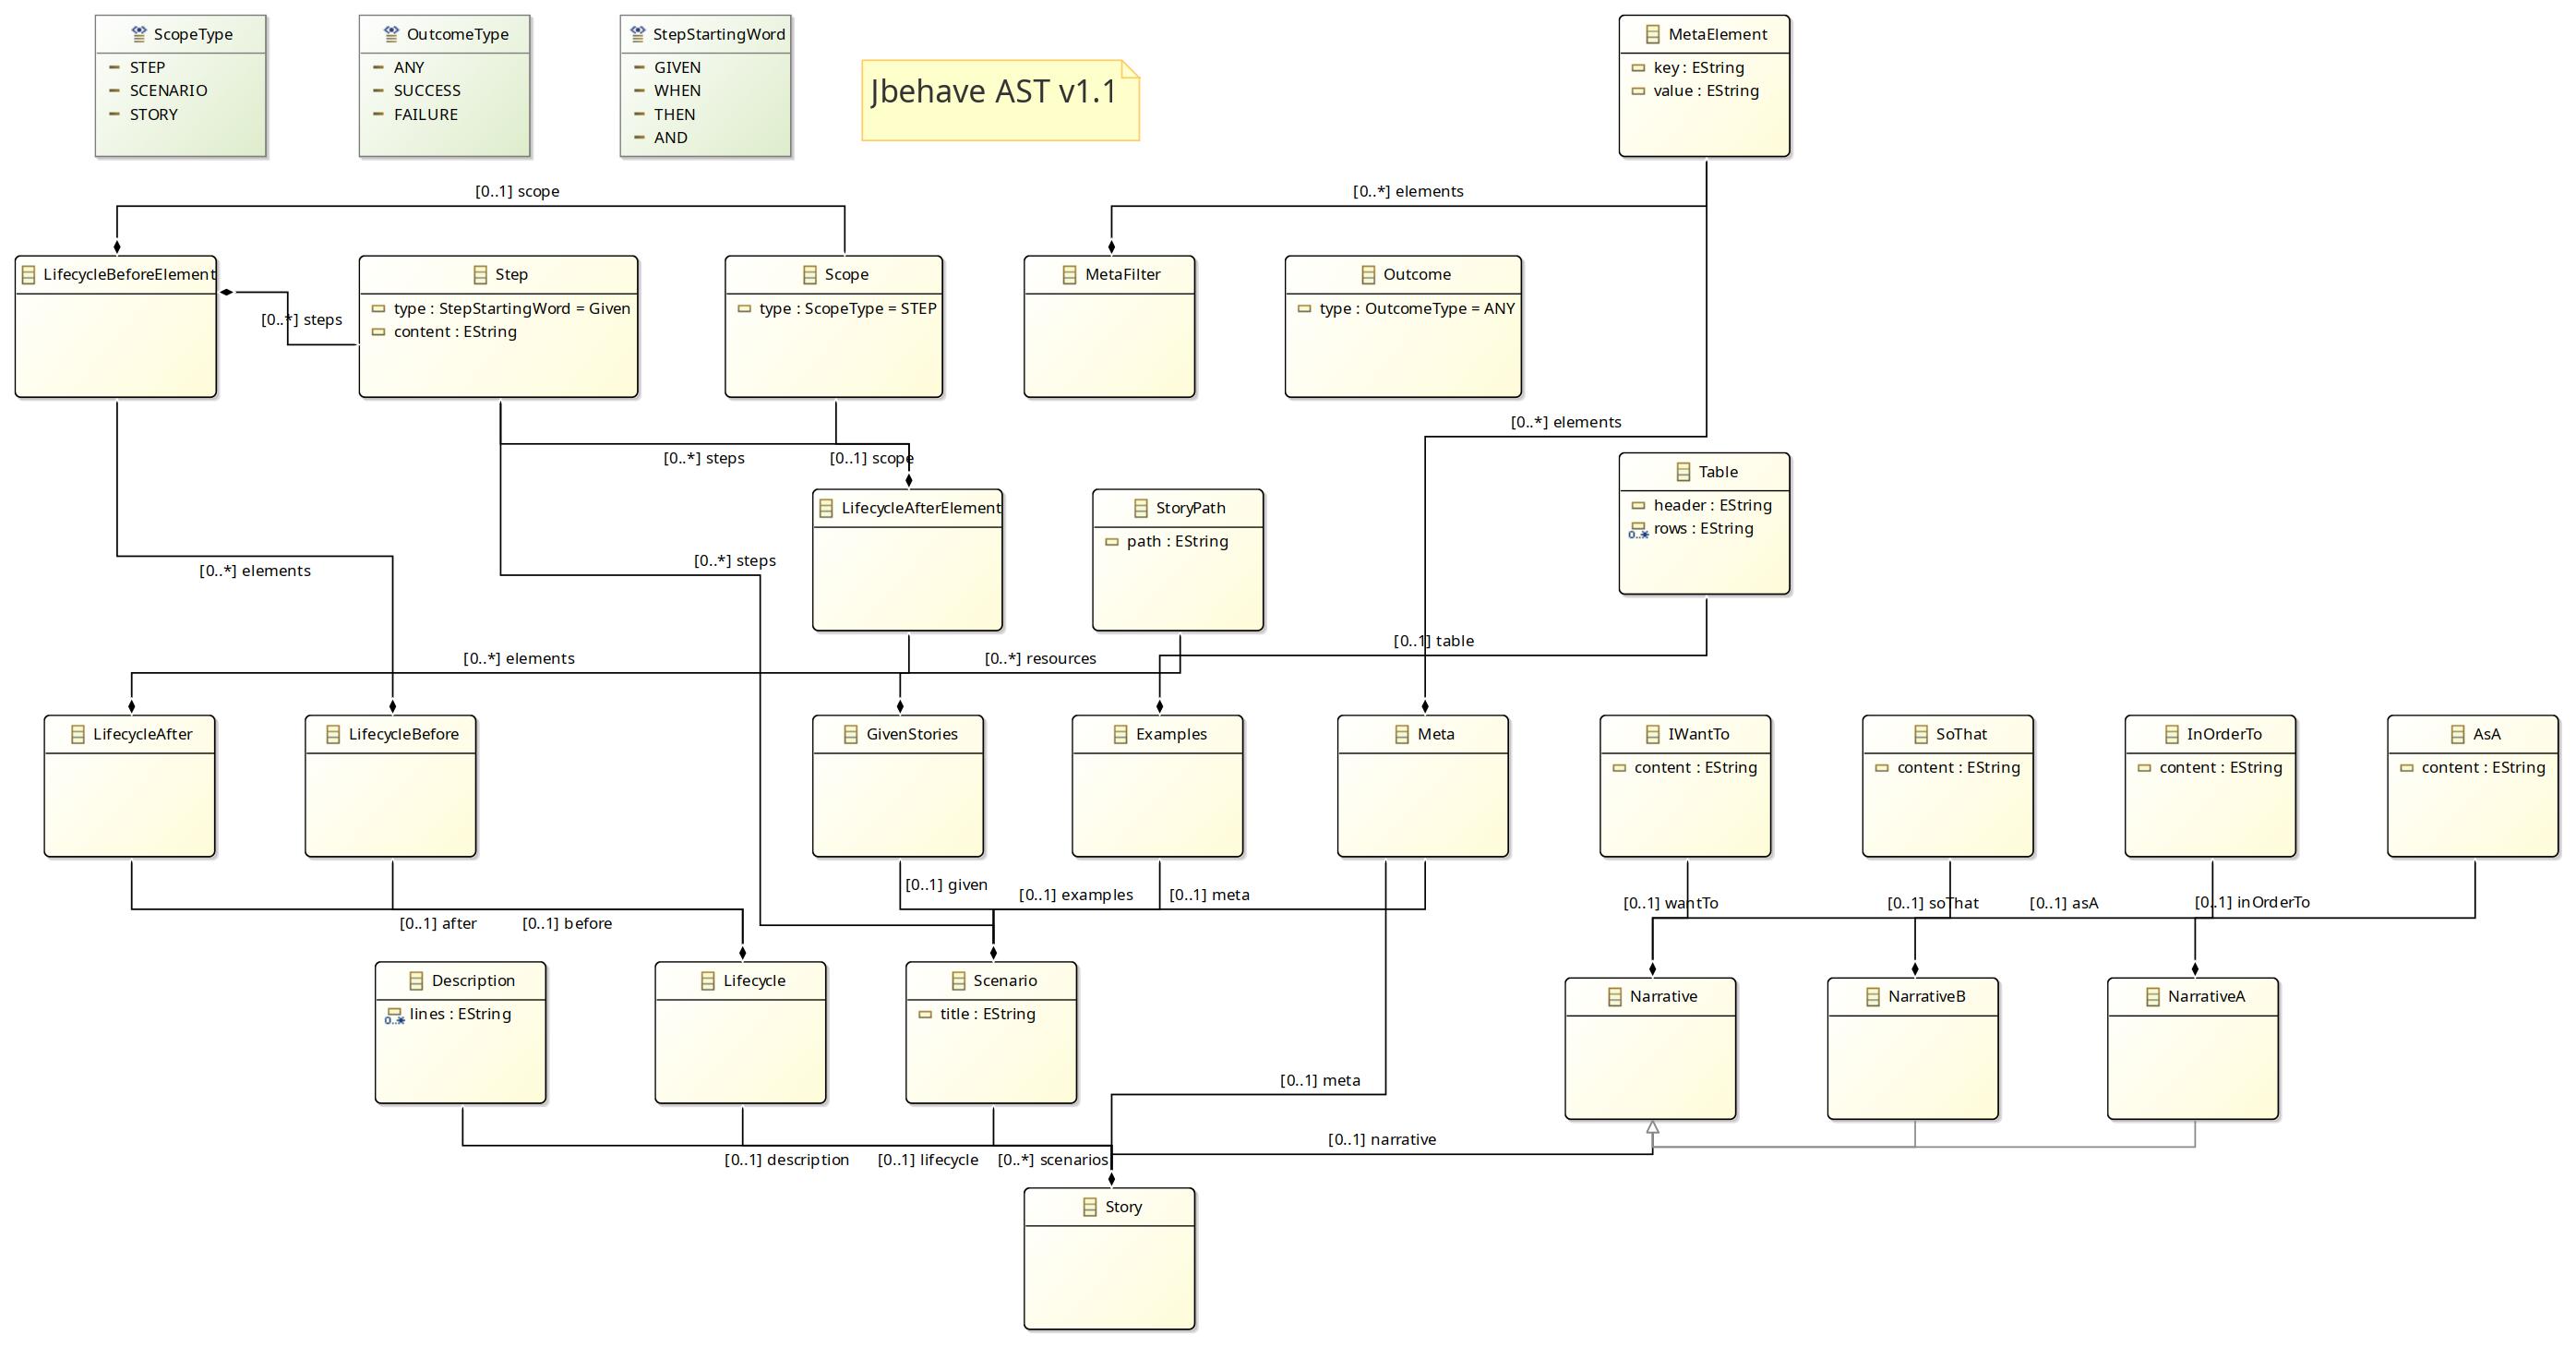 ScopeType
STEP
SCENARIO
STORY
OutcomeType
ANY
SUCCESS
FAILURE
StepStartingWord
GIVEN
WHEN
THEN
AND
Jbehave AST v1.1
MetaElement
key : EString
value : EString
[0..1] scope
[0..*] elements
LifecycleBeforeElement
[0..*] steps
Step
type : StepStartingWord = Given
content : EString
Scope
type : ScopeType = STEP
MetaFilter
Outcome
type : OutcomeType = ANY
[0..*] elements
[0..*] steps
[0..1] scope
LifecycleAfterElement
StoryPath
path : EString
Table
header : EString
0..* rows : EString
[0..*] elements
[0..*] steps
[0..1] table
[0..*] elements
[0..*] resources
LifecycleAfter
LifecycleBefore
GivenStories
Examples
Meta
IWantTo
content : EString
SoThat
content : EString
InOrderTo
content : EString
AsA
content : EString
[0..1] given
[0..1] examples
[0..1] meta
[0..1] wantTo
[0..1] soThat
[0..1] asA
[0..1] inOrderTo
[0..1] after
[0..1] before
Description
0..* lines : EString
Lifecycle
Scenario
title : EString
Narrative
NarrativeB
NarrativeA
[0..1] meta
[0..1] narrative
[0..1] description
[0..1] lifecycle
[0..*] scenarios
Story